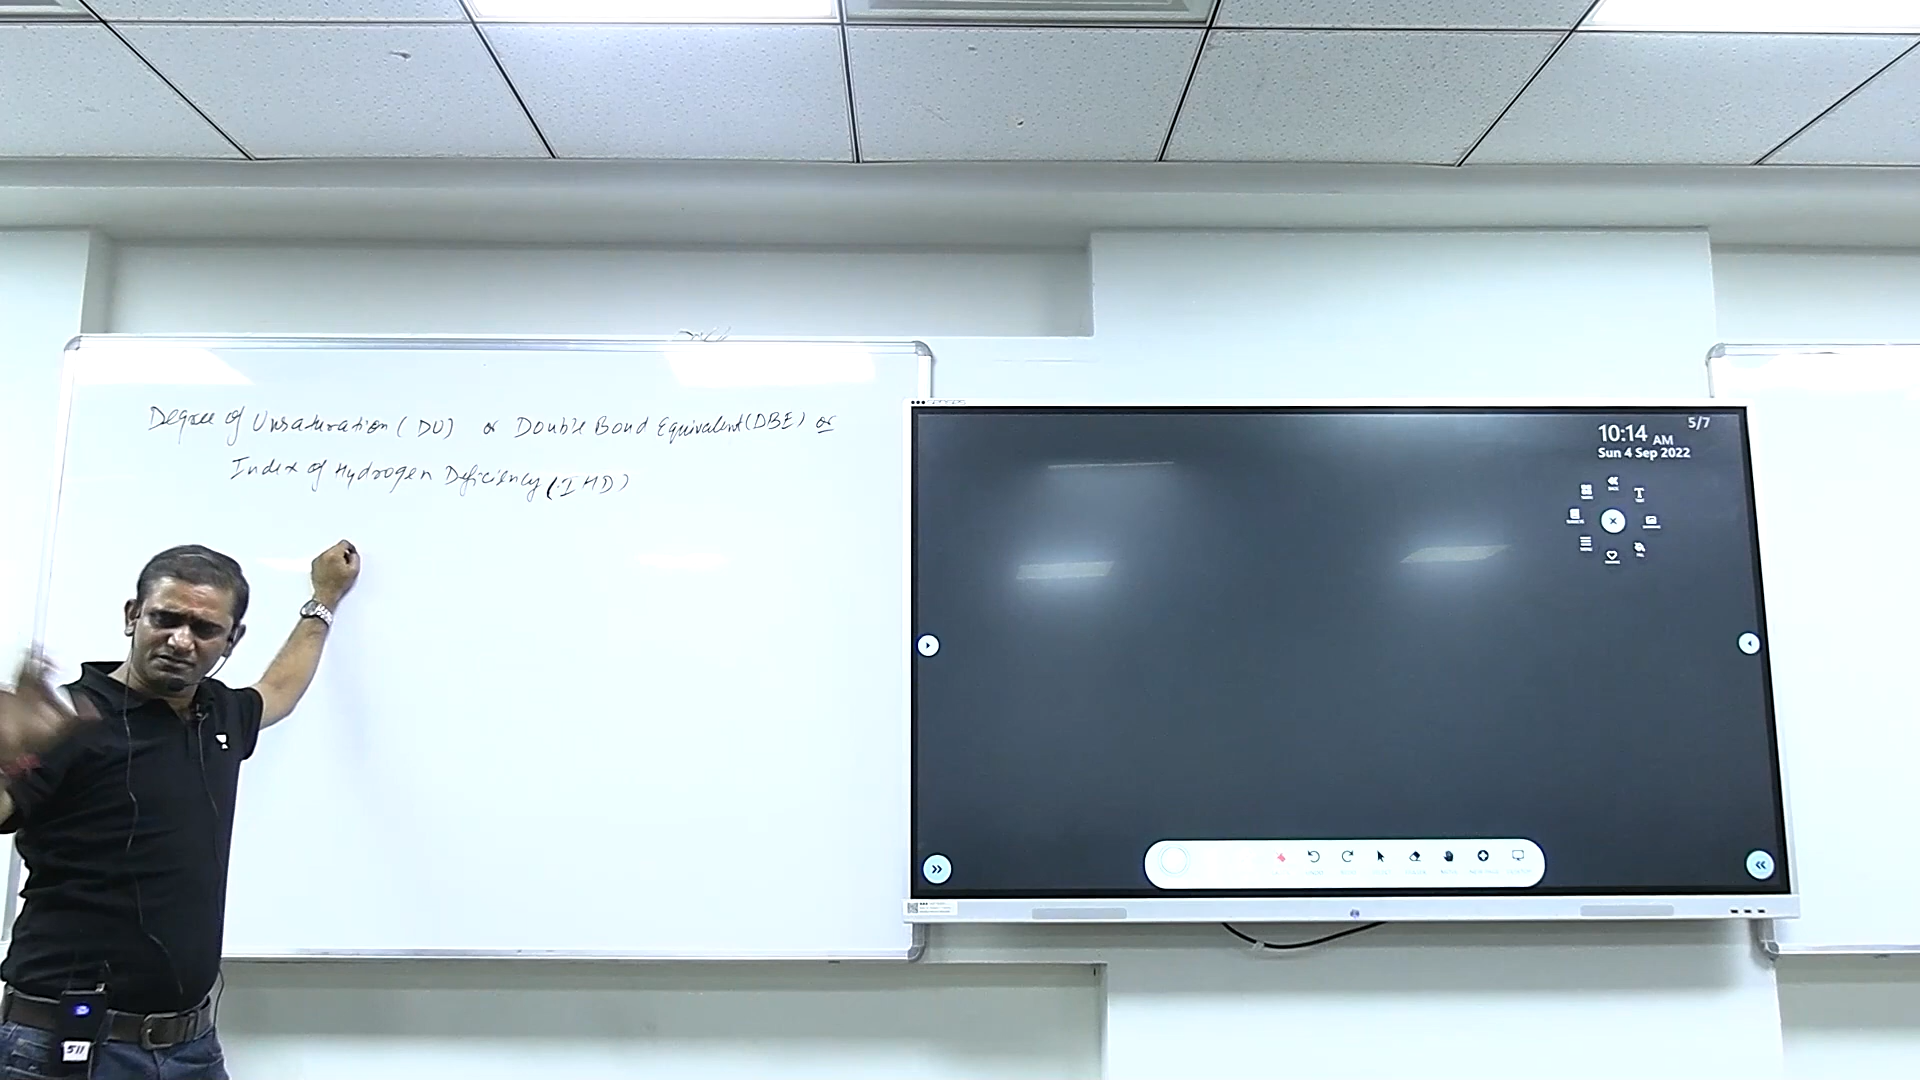 Degree of Unsaturation (DU) or Double Bond Equivalent (DBE) or
Index of Hydrogen Deficiency (IHD)
5/7
10:14 AM
Sun 4 Sep 2022
511